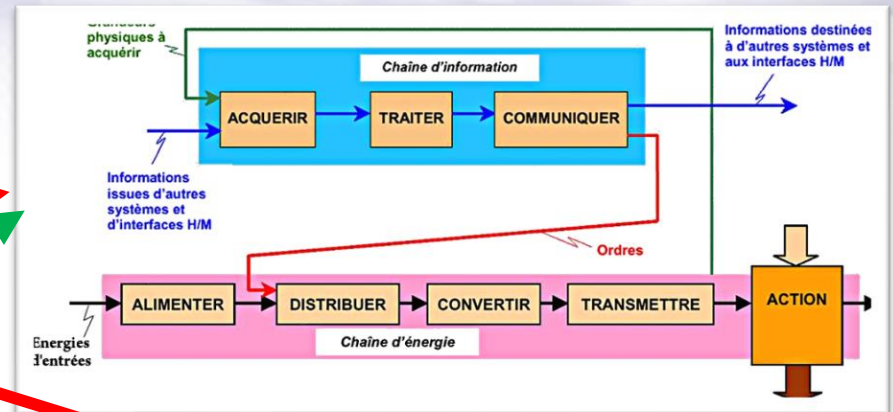 Grandeurs
physiques à
acquérir
Informations destinées
à d'autres systèmes et
aux interfaces H/M
Chaîne d'information
ACQUERIR
TRAITER
COMMUNIQUER
Informations
issues d'autres
systèmes et
d'interfaces H/M
Ordres
ALIMENTER
DISTRIBUER
CONVERTIR
TRANSMETTRE
ACTION
Energies
d'entrées
Chaîne d'énergie